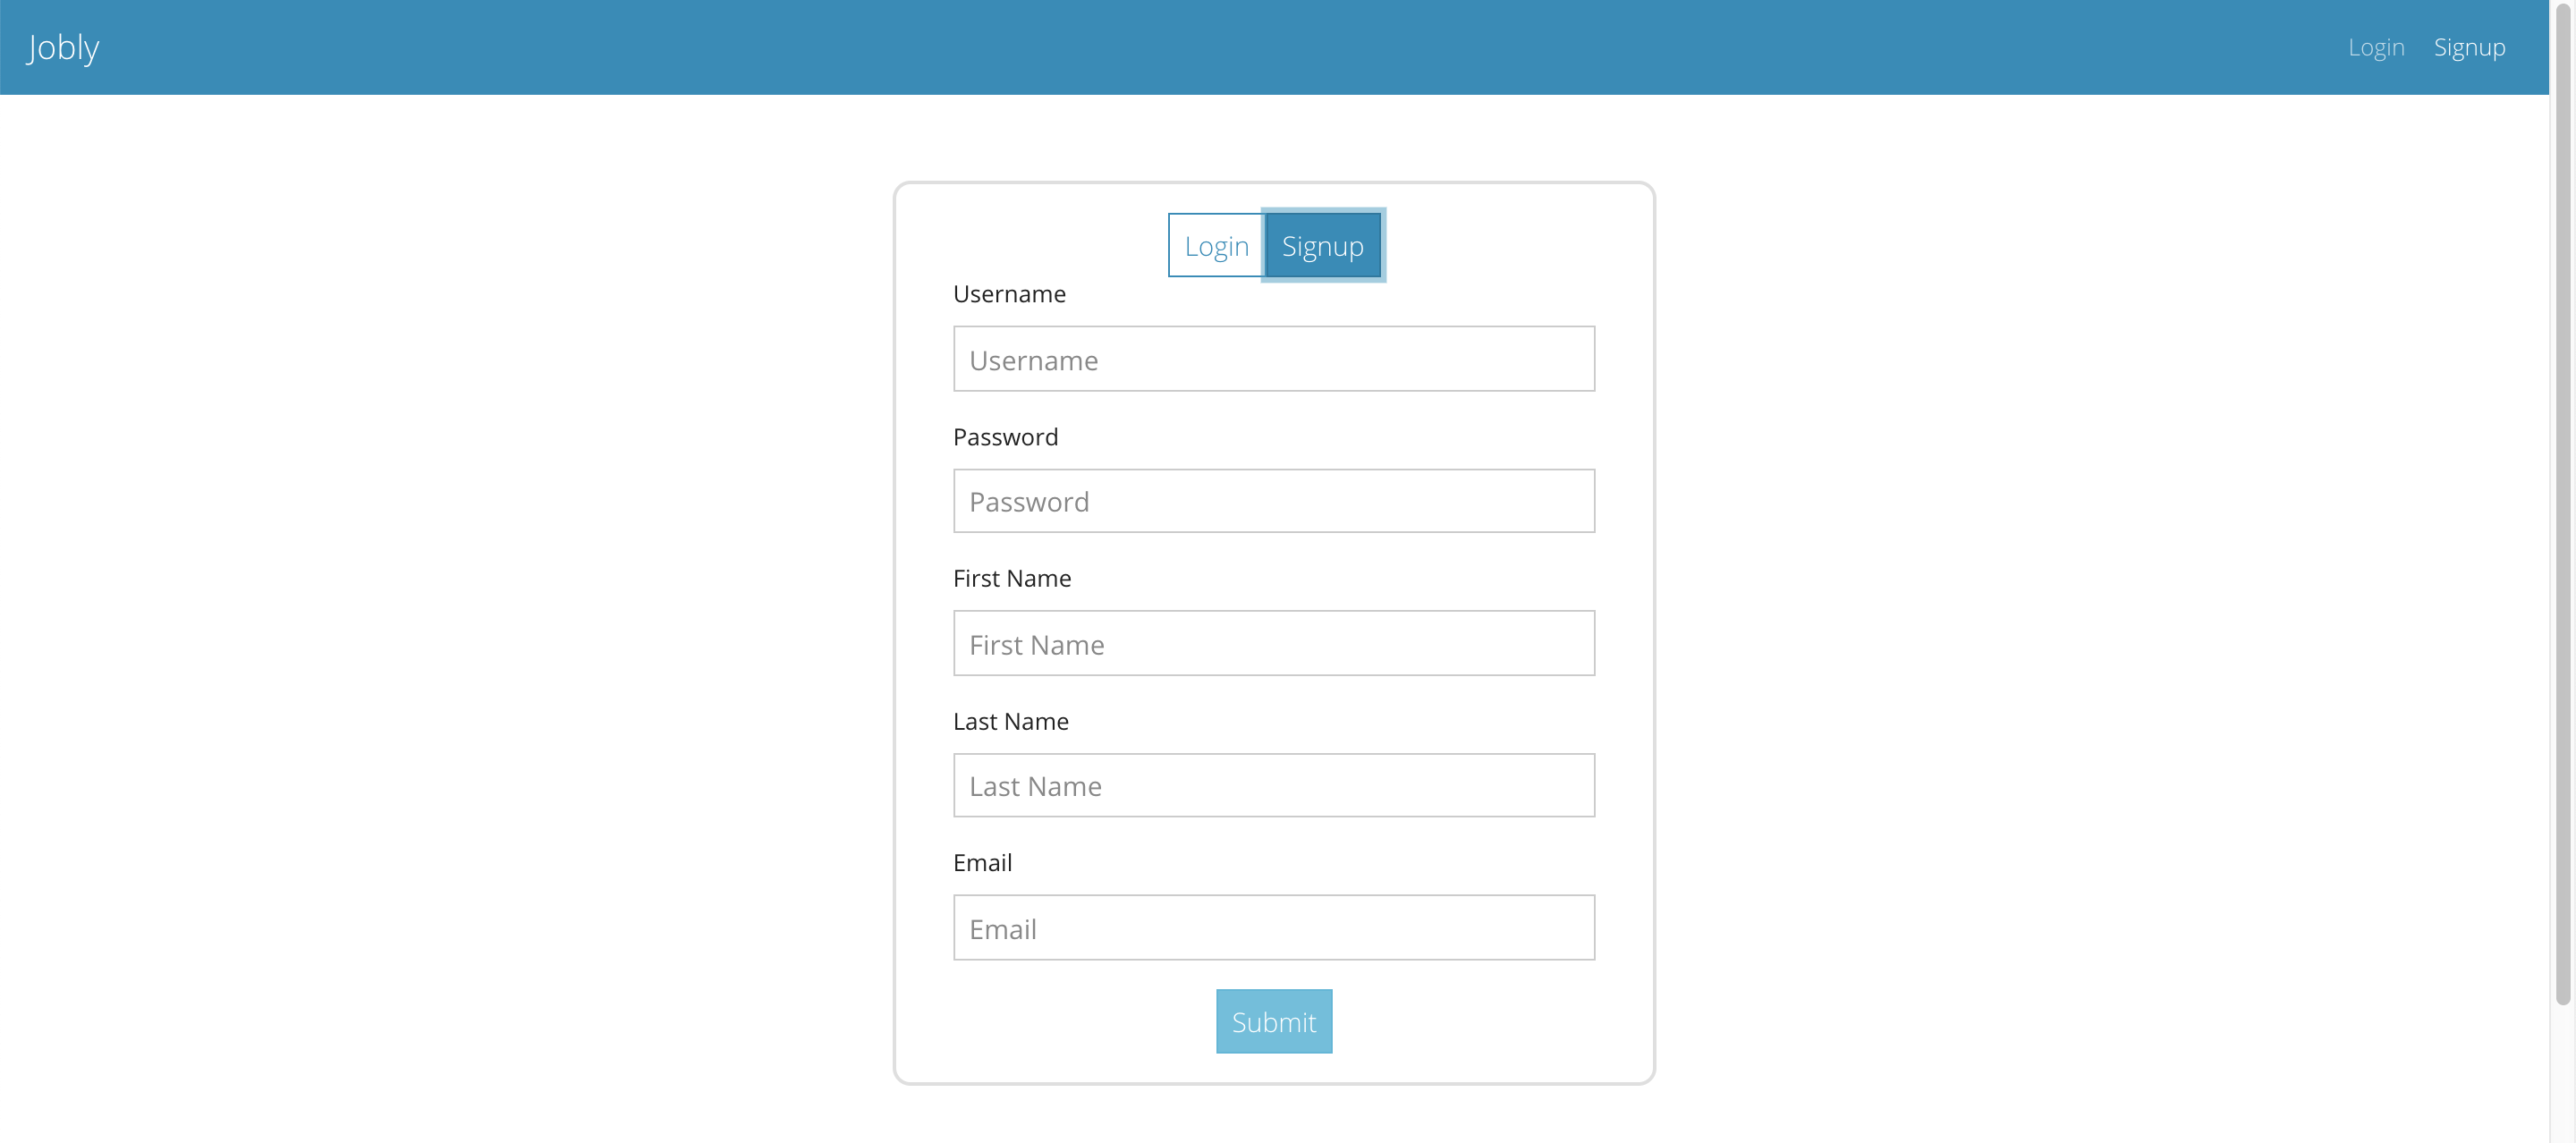 Jobly Login Signup
Login Signup
Username
Username
Password
Password
First Name
First Name
Last Name
Last Name
Email
Email
Submit